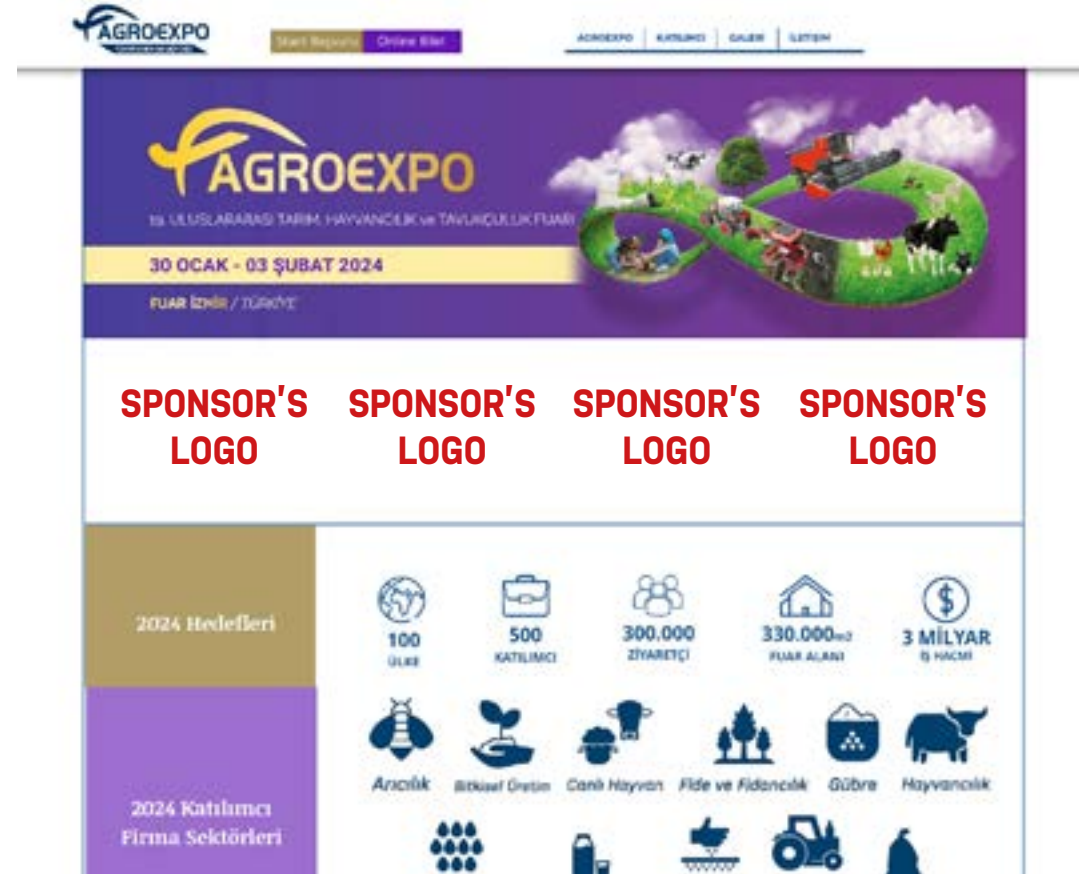 AGROEXPO
Online Bilet
AGROEXPO KATILIMCI GALERİ İLETİŞİM
AGROEXPO
19. ULUSLARARASI TARIM, HAYVANCILIK ve TAVUKÇULUK FUARI
30 OCAK - 03 ŞUBAT 2024
FUAR İZMİR / TÜRKİYE
SPONSOR'S SPONSOR'S SPONSOR'S SPONSOR'S
LOGO LOGO LOGO LOGO
2024 Hedefleri
100 500 300.000 330.000m2 3 MİLYAR
ÜLKE KATILIMCI ZİYARETÇİ FUAR ALANI İŞ HACMİ
Arıcılık Bitkisel Üretim Canlı Hayvan Fide ve Fidancılık Gübre Hayvancılık
2024 Katılımcı
Firma Sektörleri